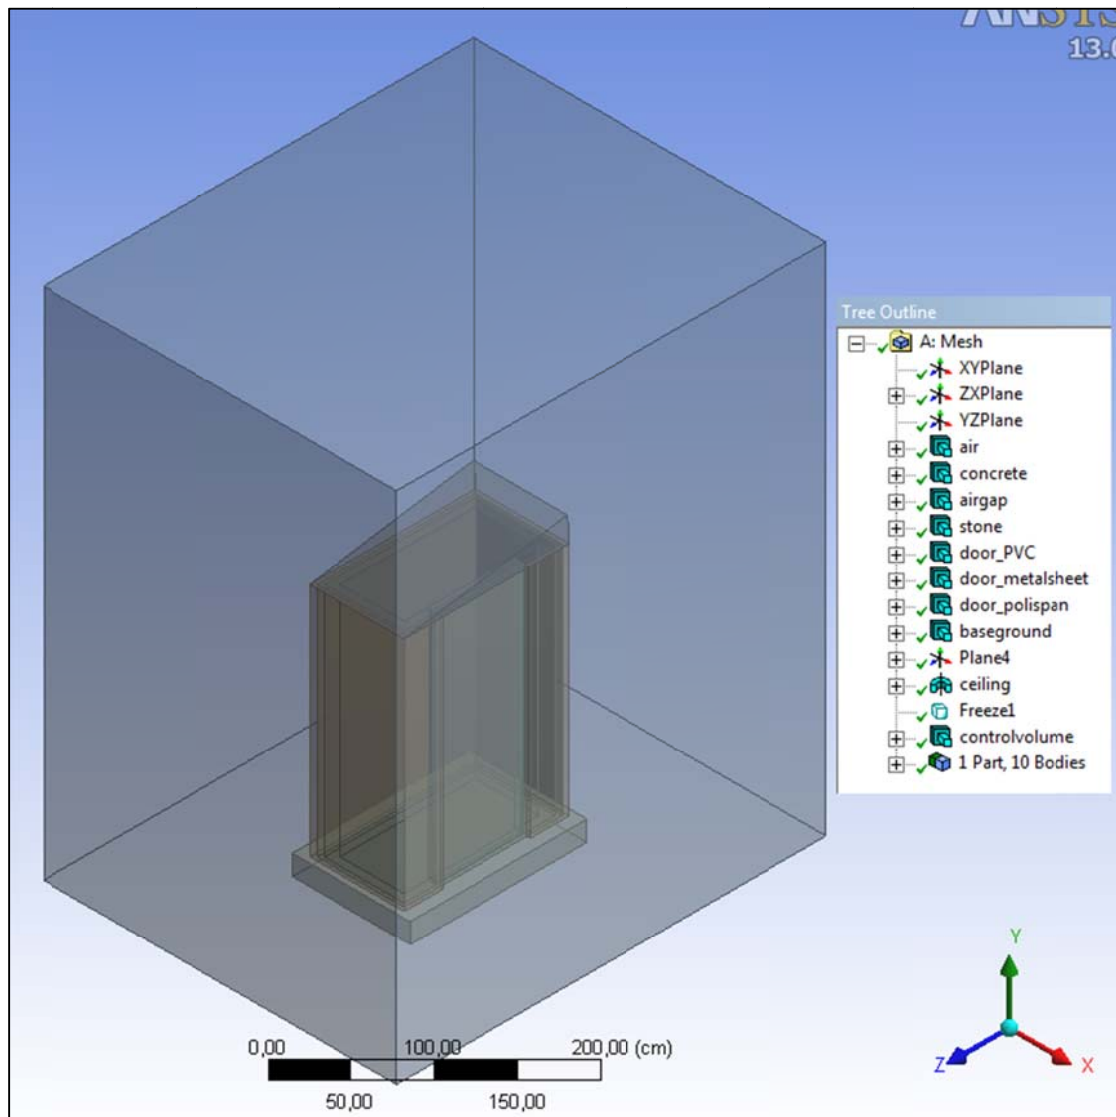 ANSYS
13.0
Tree Outline
A: Mesh
XYPlane
ZXPlane
YZPlane
air
concrete
airgap
stone
door_PVC
door_metalsheet
door_polispan
baseground
Plane4
ceiling
Freeze1
controlvolume
1 Part, 10 Bodies
0,00 100,00 200,00 (cm)
50,00 150,00
Y
Z X